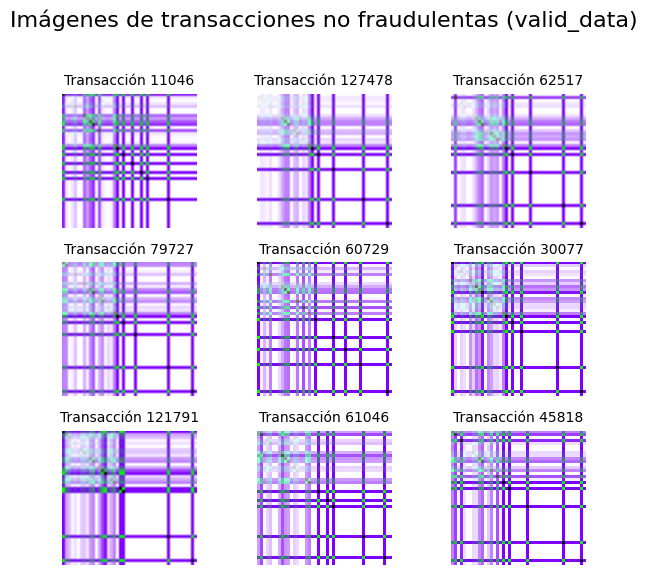 Imágenes de transacciones no fraudulentas (valid_data)
Transacción 11046
Transacción 127478
Transacción 62517
Transacción 79727
Transacción 60729
Transacción 30077
Transacción 121791
Transacción 61046
Transacción 45818